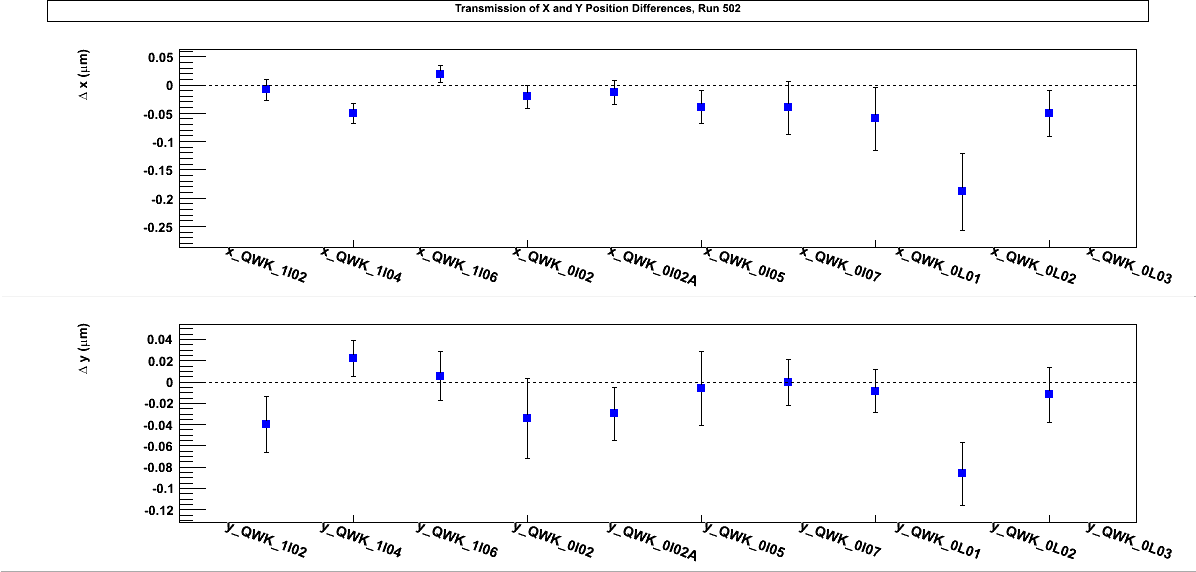 Transmission of X and Y Position Differences, Run 502
Δ x (μm)
0.05
0
-0.05
-0.1
-0.15
-0.2
-0.25
x_QWK_1I02
x_QWK_1I04
x_QWK_1I06
x_QWK_0I02
x_QWK_0I02A
x_QWK_0I05
x_QWK_0I07
x_QWK_0L01
x_QWK_0L02
x_QWK_0L03
Δ y (μm)
0.04
0.02
0
-0.02
-0.04
-0.06
-0.08
-0.1
-0.12
y_QWK_1I02
y_QWK_1I04
y_QWK_1I06
y_QWK_0I02
y_QWK_0I02A
y_QWK_0I05
y_QWK_0I07
y_QWK_0L01
y_QWK_0L02
y_QWK_0L03